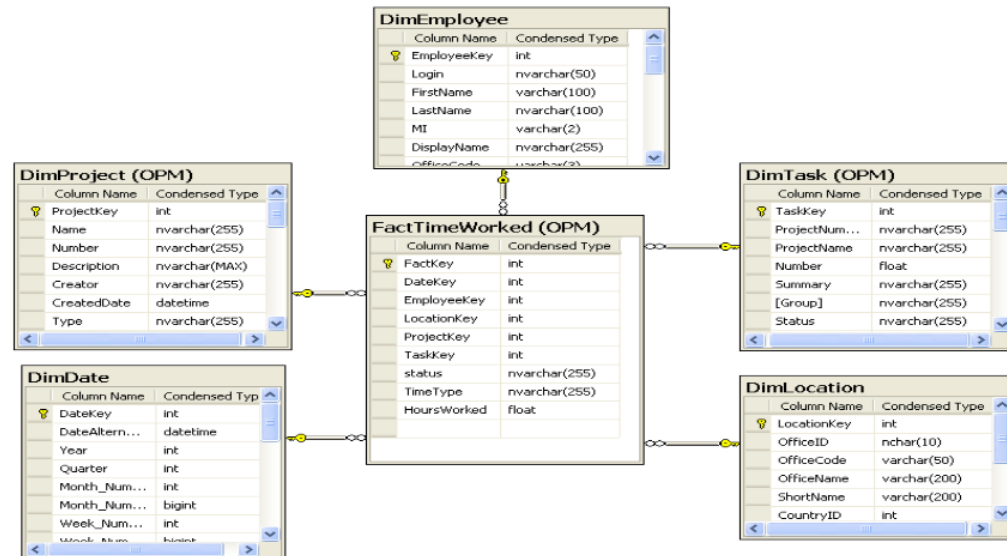 DimEmployee
Column Name Condensed Type
EmployeeKey int
Login nvarchar(50)
FirstName varchar(100)
LastName nvarchar(100)
MI varchar(2)
DisplayName nvarchar(255)
DimProject (OPM)
Column Name Condensed Type
ProjectKey int
Name nvarchar(255)
Number nvarchar(255)
Description nvarchar(MAX)
Creator nvarchar(255)
CreatedDate datetime
Type nvarchar(255)
FactTimeWorked (OPM)
Column Name Condensed Type
FactKey int
DateKey int
EmployeeKey int
LocationKey int
ProjectKey int
TaskKey int
status nvarchar(255)
TimeType nvarchar(255)
HoursWorked float
DimTask (OPM)
Column Name Condensed Type
TaskKey int
ProjectNum... nvarchar(255)
ProjectName nvarchar(255)
Number float
Summary nvarchar(255)
[Group] nvarchar(255)
Status nvarchar(255)
DimDate
Column Name Condensed Typ
DateKey int
DateAltern... datetime
Year int
Quarter int
Month_Num... int
Month_Num... bigint
Week_Num... int
DimLocation
Column Name Condensed Type
LocationKey int
OfficeID nchar(10)
OfficeCode varchar(50)
OfficeName varchar(200)
ShortName varchar(200)
CountryID int